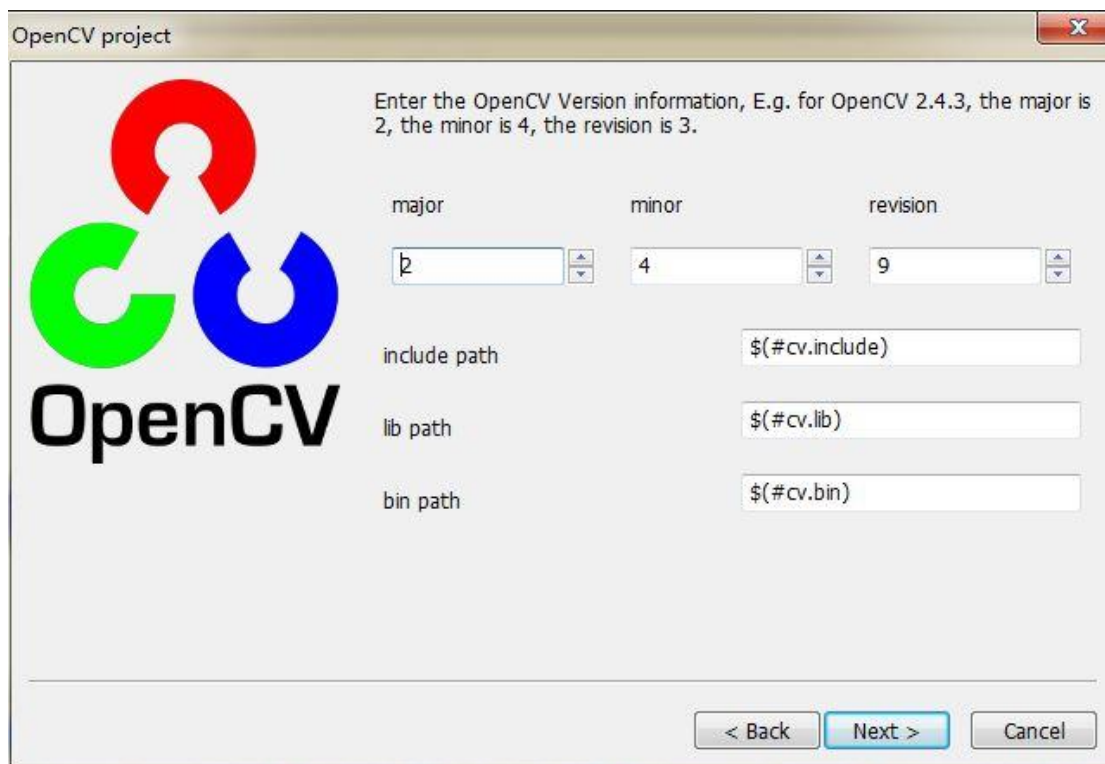 OpenCV project
Enter the OpenCV Version information, E.g. for OpenCV 2.4.3, the major is
2, the minor is 4, the revision is 3.
major minor revision
2 4 9
include path $(#cv.include)
lib path $(#cv.lib)
bin path $(#cv.bin)
OpenCV
< Back Next > Cancel